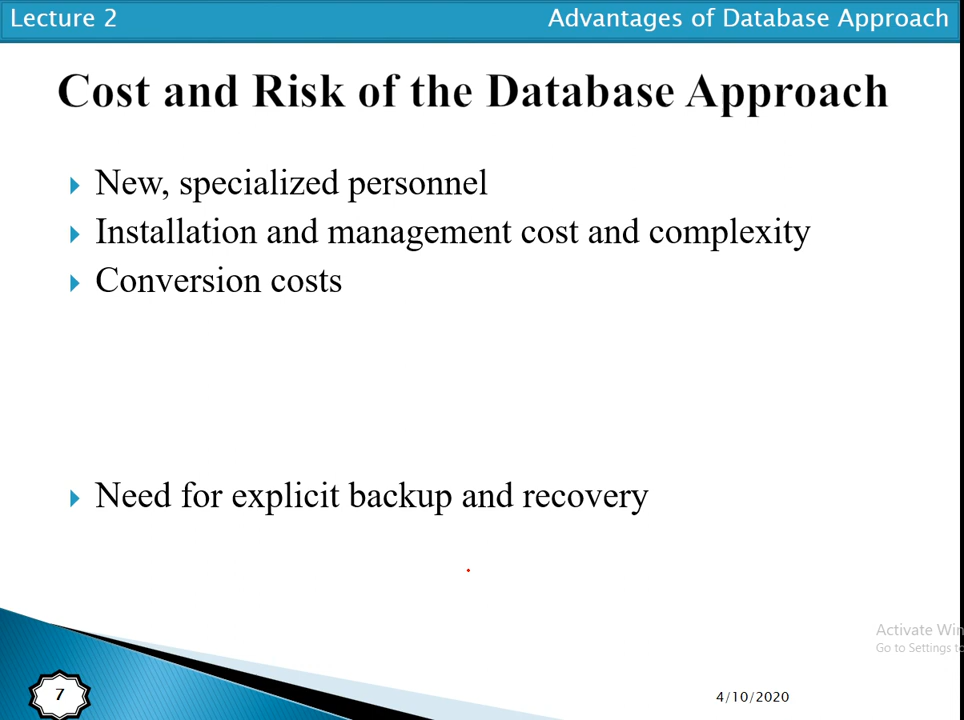 Lecture 2
Advantages of Database Approach
Cost and Risk of the Database Approach
New, specialized personnel
Installation and management cost and complexity
Conversion costs
Need for explicit backup and recovery
Activate Win
Go to Settings to
7
4/10/2020